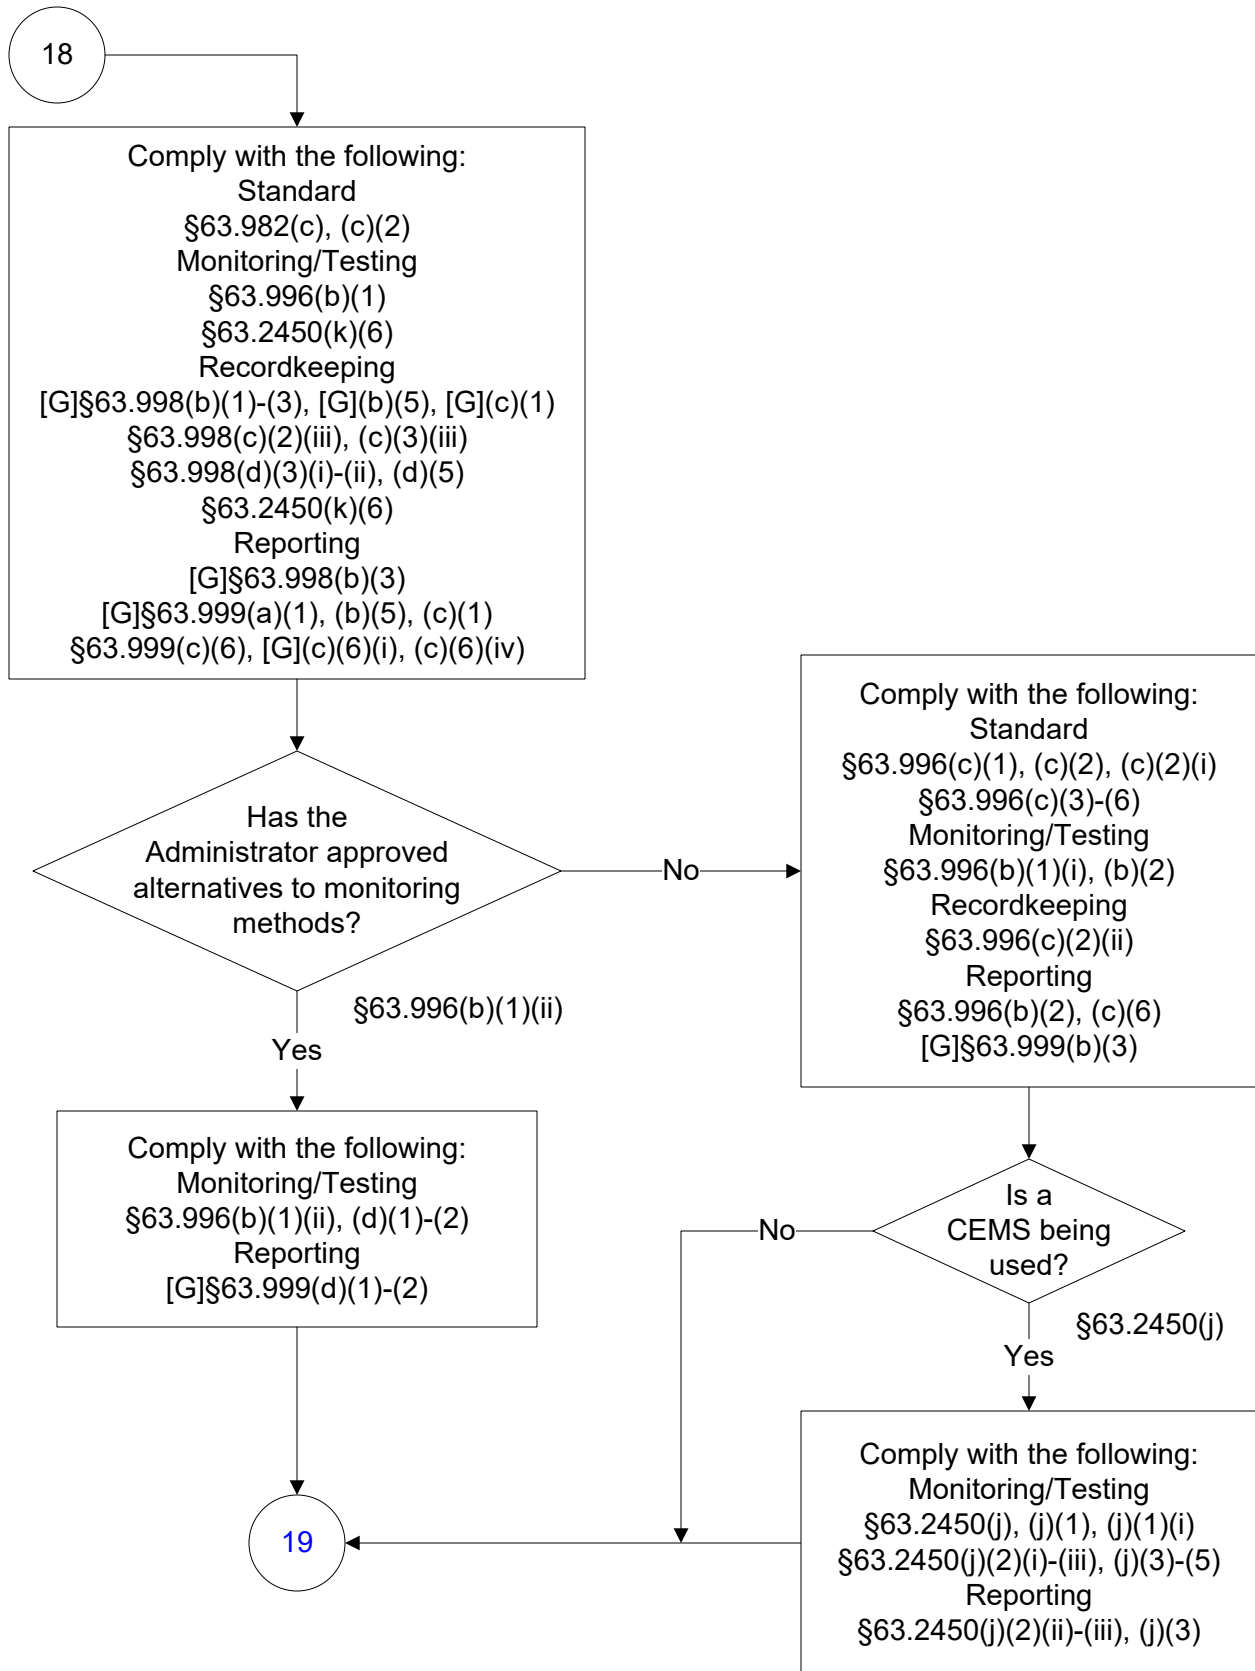 18
Comply with the following:
Standard
§63.982(c), (c)(2)
Monitoring/Testing
§63.996(b)(1)
§63.2450(k)(6)
Recordkeeping
[G]§63.998(b)(1)-(3), [G](b)(5), [G](c)(1)
§63.998(c)(2)(iii), (c)(3)(iii)
§63.998(d)(3)(i)-(ii), (d)(5)
§63.2450(k)(6)
Reporting
[G]§63.998(b)(3)
[G]§63.999(a)(1), (b)(5), (c)(1)
§63.999(c)(6), [G](c)(6)(i), (c)(6)(iv)
Has the
Administrator approved
alternatives to monitoring
methods?
No
§63.996(b)(1)(ii)
Yes
Comply with the following:
Monitoring/Testing
§63.996(b)(1)(ii), (d)(1)-(2)
Reporting
[G]§63.999(d)(1)-(2)
Comply with the following:
Standard
§63.996(c)(1), (c)(2), (c)(2)(i)
§63.996(c)(3)-(6)
Monitoring/Testing
§63.996(b)(1)(i), (b)(2)
Recordkeeping
§63.996(c)(2)(ii)
Reporting
§63.996(b)(2), (c)(6)
[G]§63.999(b)(3)
Is a
CEMS being
used?
No
§63.2450(j)
Yes
Comply with the following:
Monitoring/Testing
§63.2450(j), (j)(1), (j)(1)(i)
§63.2450(j)(2)(i)-(iii), (j)(3)-(5)
Reporting
§63.2450(j)(2)(ii)-(iii), (j)(3)
19